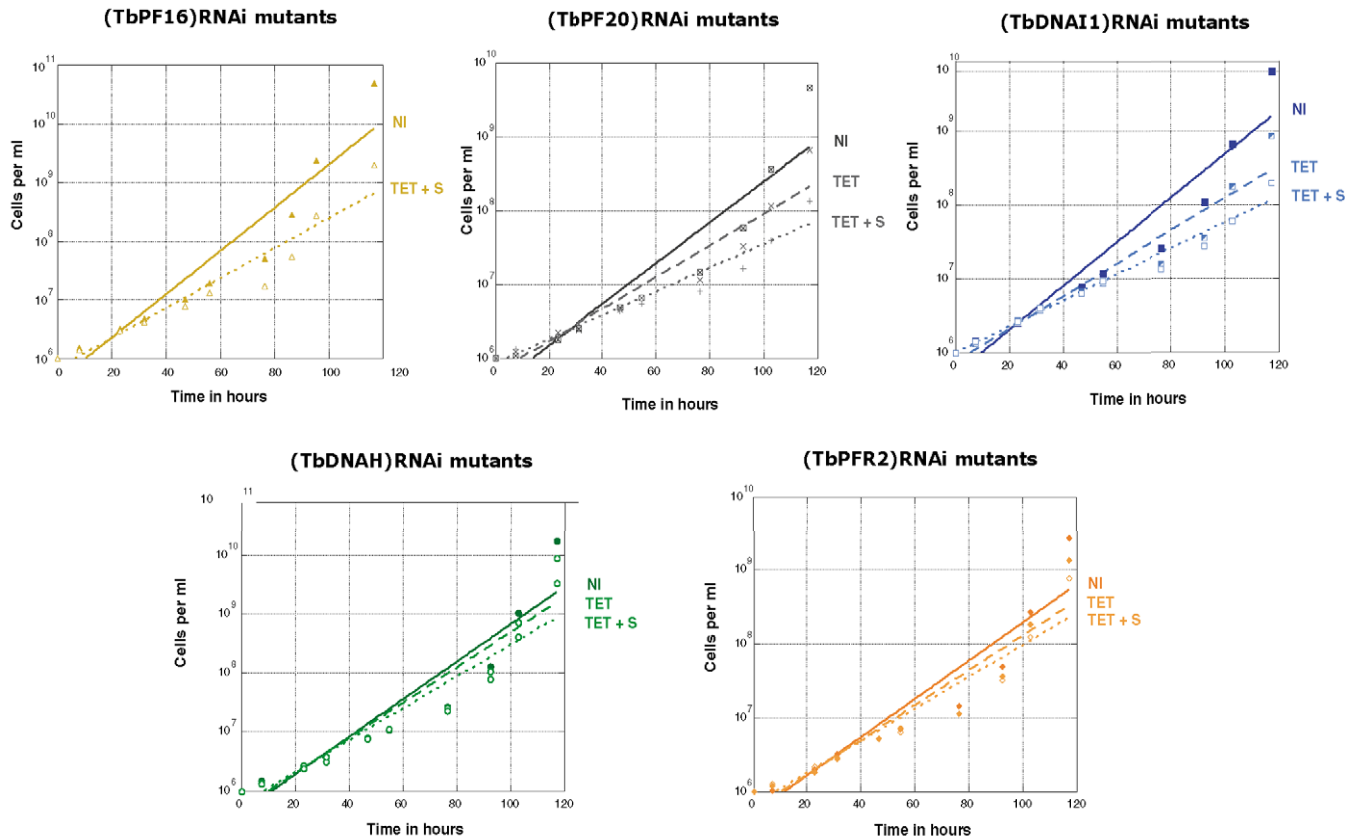 (TbPF16)RNAi mutants
(TbPF20)RNAi mutants
(TbDNAI1)RNAi mutants
Cells per ml
10^11
10^10
10^9
10^8
10^7
10^6
0
20
40
60
80
100
120
Time in hours
NI
TET + S
Cells per ml
10^10
10^9
10^8
10^7
10^6
0
20
40
60
80
100
120
Time in hours
NI
TET
TET + S
Cells per ml
10^10
10^9
10^8
10^7
10^6
0
20
40
60
80
100
120
Time in hours
NI
TET
TET + S
(TbDNAH)RNAi mutants
(TbPFR2)RNAi mutants
Cells per ml
10^11
10^10
10^9
10^8
10^7
10^6
0
20
40
60
80
100
120
Time in hours
NI
TET
TET + S
Cells per ml
10^10
10^9
10^8
10^7
10^6
0
20
40
60
80
100
120
Time in hours
NI
TET
TET + S